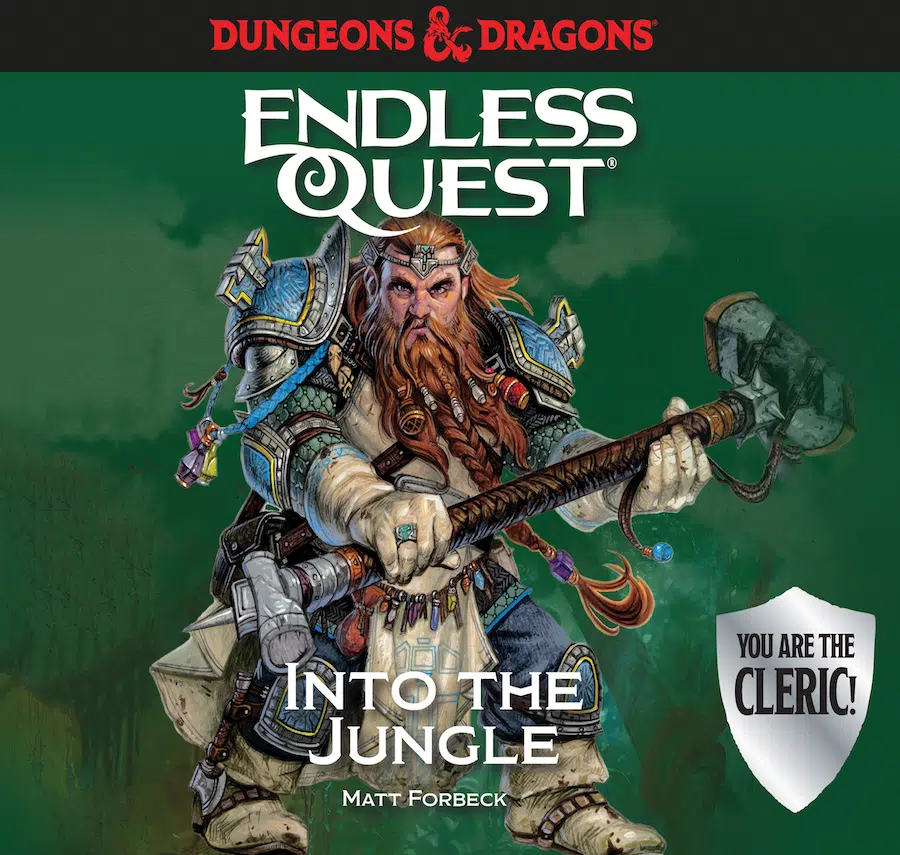 DUNGEONS & DRAGONS®
ENDLESS
QUEST®
INTO THE
JUNGLE
MATT FORBECK
YOU ARE THE
CLERIC!